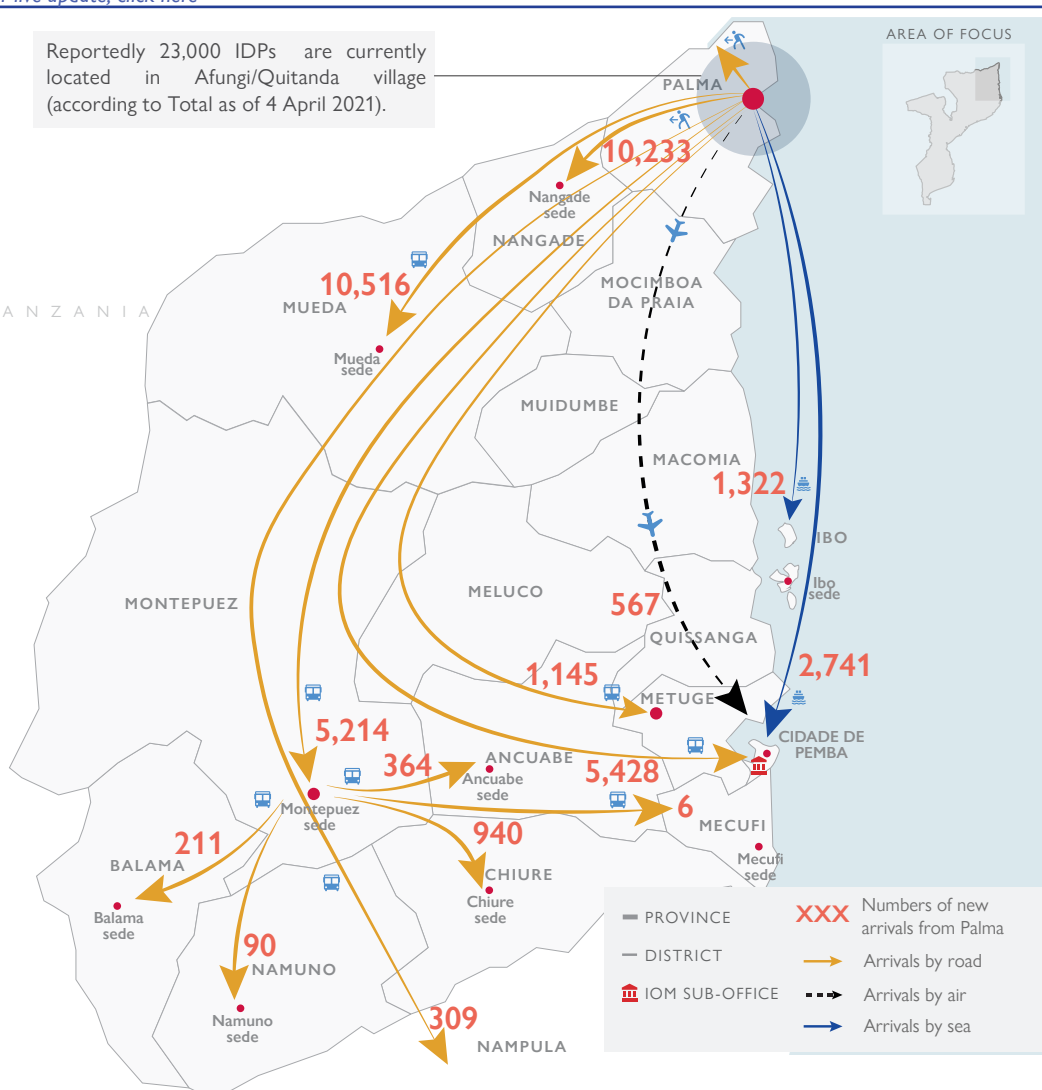 Reportedly 23,000 IDPs are currently
located in Afungi/Quitanda village
(according to Total as of 4 April 2021).
AREA OF FOCUS
PALMA
10,233
Nangade
sede
NANGADE
10,516
MUEDA
MOCIMBOA
DA PRAIA
ANZANIA
Mueda
sede
MUIDUMBE
MACOMIA
1,322
IBO
Ibo
sede
MONTEPUEZ
MELUCO
567
QUISSANGA
1,145
2,741
METUGE
5,214
CIDADE DE
PEMBA
364
ANCUABE
Ancuabe
sede
5,428
Montepuez
sede
6
MECUFI
211
940
BALAMA
CHIURE
Mecufi
sede
Chiure
sede
Balama
sede
90
NAMUNO
Namuno
sede
309
NAMPULA
PROVINCE
DISTRICT
IOM SUB-OFFICE
XXX Numbers of new
arrivals from Palma
Arrivals by road
Arrivals by air
Arrivals by sea